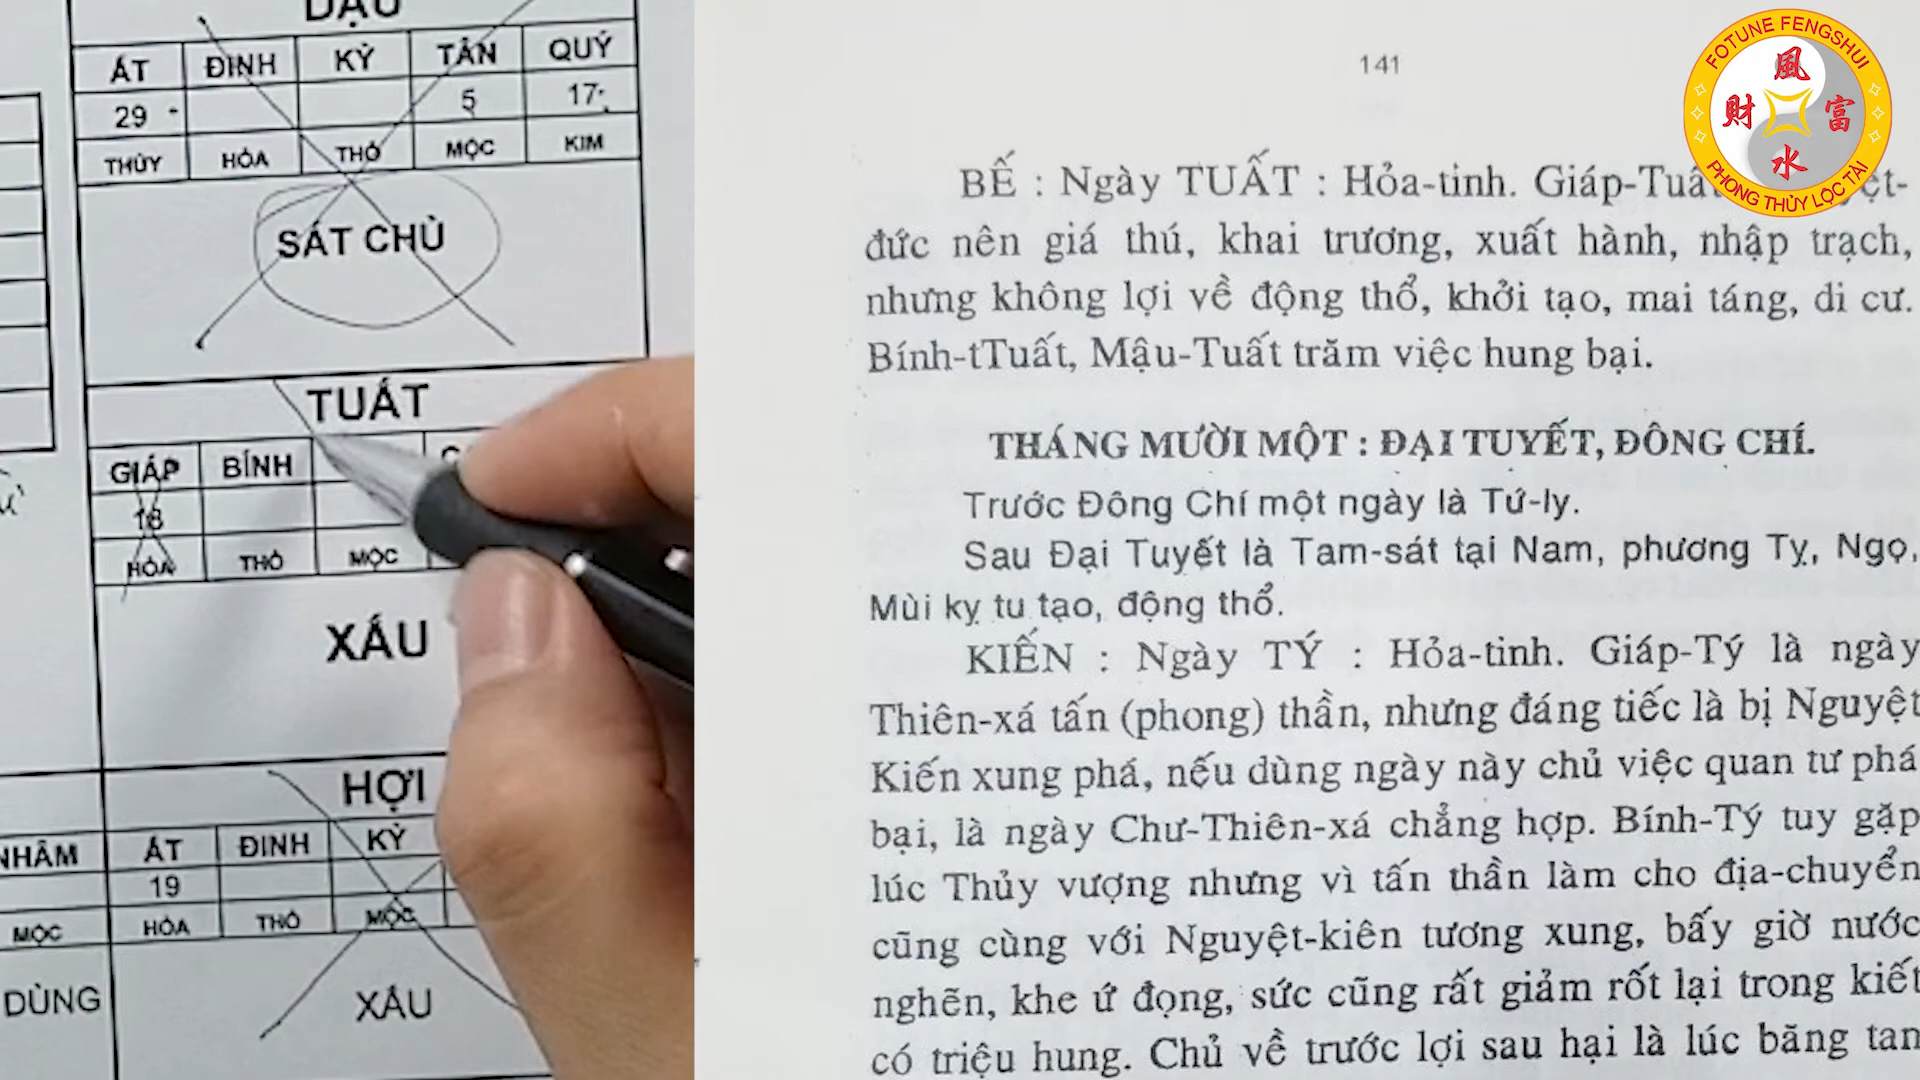 DẬU
ÁT ĐINH KỶ TÂN QUÝ
29 5 17
THỦY HỎA THỔ MỘC KIM
SÁT CHỦ
TUẤT
GIÁP BÍNH
18
HỎA THỔ MỘC
XẤU
HỢI
NHÂM ÁT ĐINH KỶ
19
MỘC HỎA THỔ MỘC
DÙNG XẤU
141
BẾ : Ngày TUẤT : Hỏa-tinh. Giáp-Tuất
đức nên giá thú, khai trương, xuất hành, nhập trạch,
nhưng không lợi về động thổ, khởi tạo, mai táng, di cư.
Bính-tTuất, Mậu-Tuất trăm việc hung bại.
THÁNG MƯỜI MỘT : ĐẠI TUYẾT, ĐÔNG CHÍ.
Trước Đông Chí một ngày là Tứ-ly.
Sau Đại Tuyết là Tam-sát tại Nam, phương Tỵ, Ngọ,
Mùi kỵ tu tạo, động thổ.
KIẾN : Ngày TÝ : Hỏa-tinh. Giáp-Tý là ngày
Thiên-xá tấn (phong) thần, nhưng đáng tiếc là bị Nguyệt
Kiến xung phá, nếu dùng ngày này chủ việc quan tư phá
bại, là ngày Chư-Thiên-xá chẳng hợp. Bính-Tý tuy gặp
lúc Thủy vượng nhưng vì tấn thần làm cho địa-chuyển
cũng cùng với Nguyệt-kiên tương xung, bấy giờ nước
nghẽn, khe ứ đọng, sức cũng rất giảm rốt lại trong kiết
có triệu hung. Chủ về trước lợi sau hại là lúc băng tan
FOTUNE FENGSHUI
風
財 富
水
PHONG THỦY LỘC TÀI